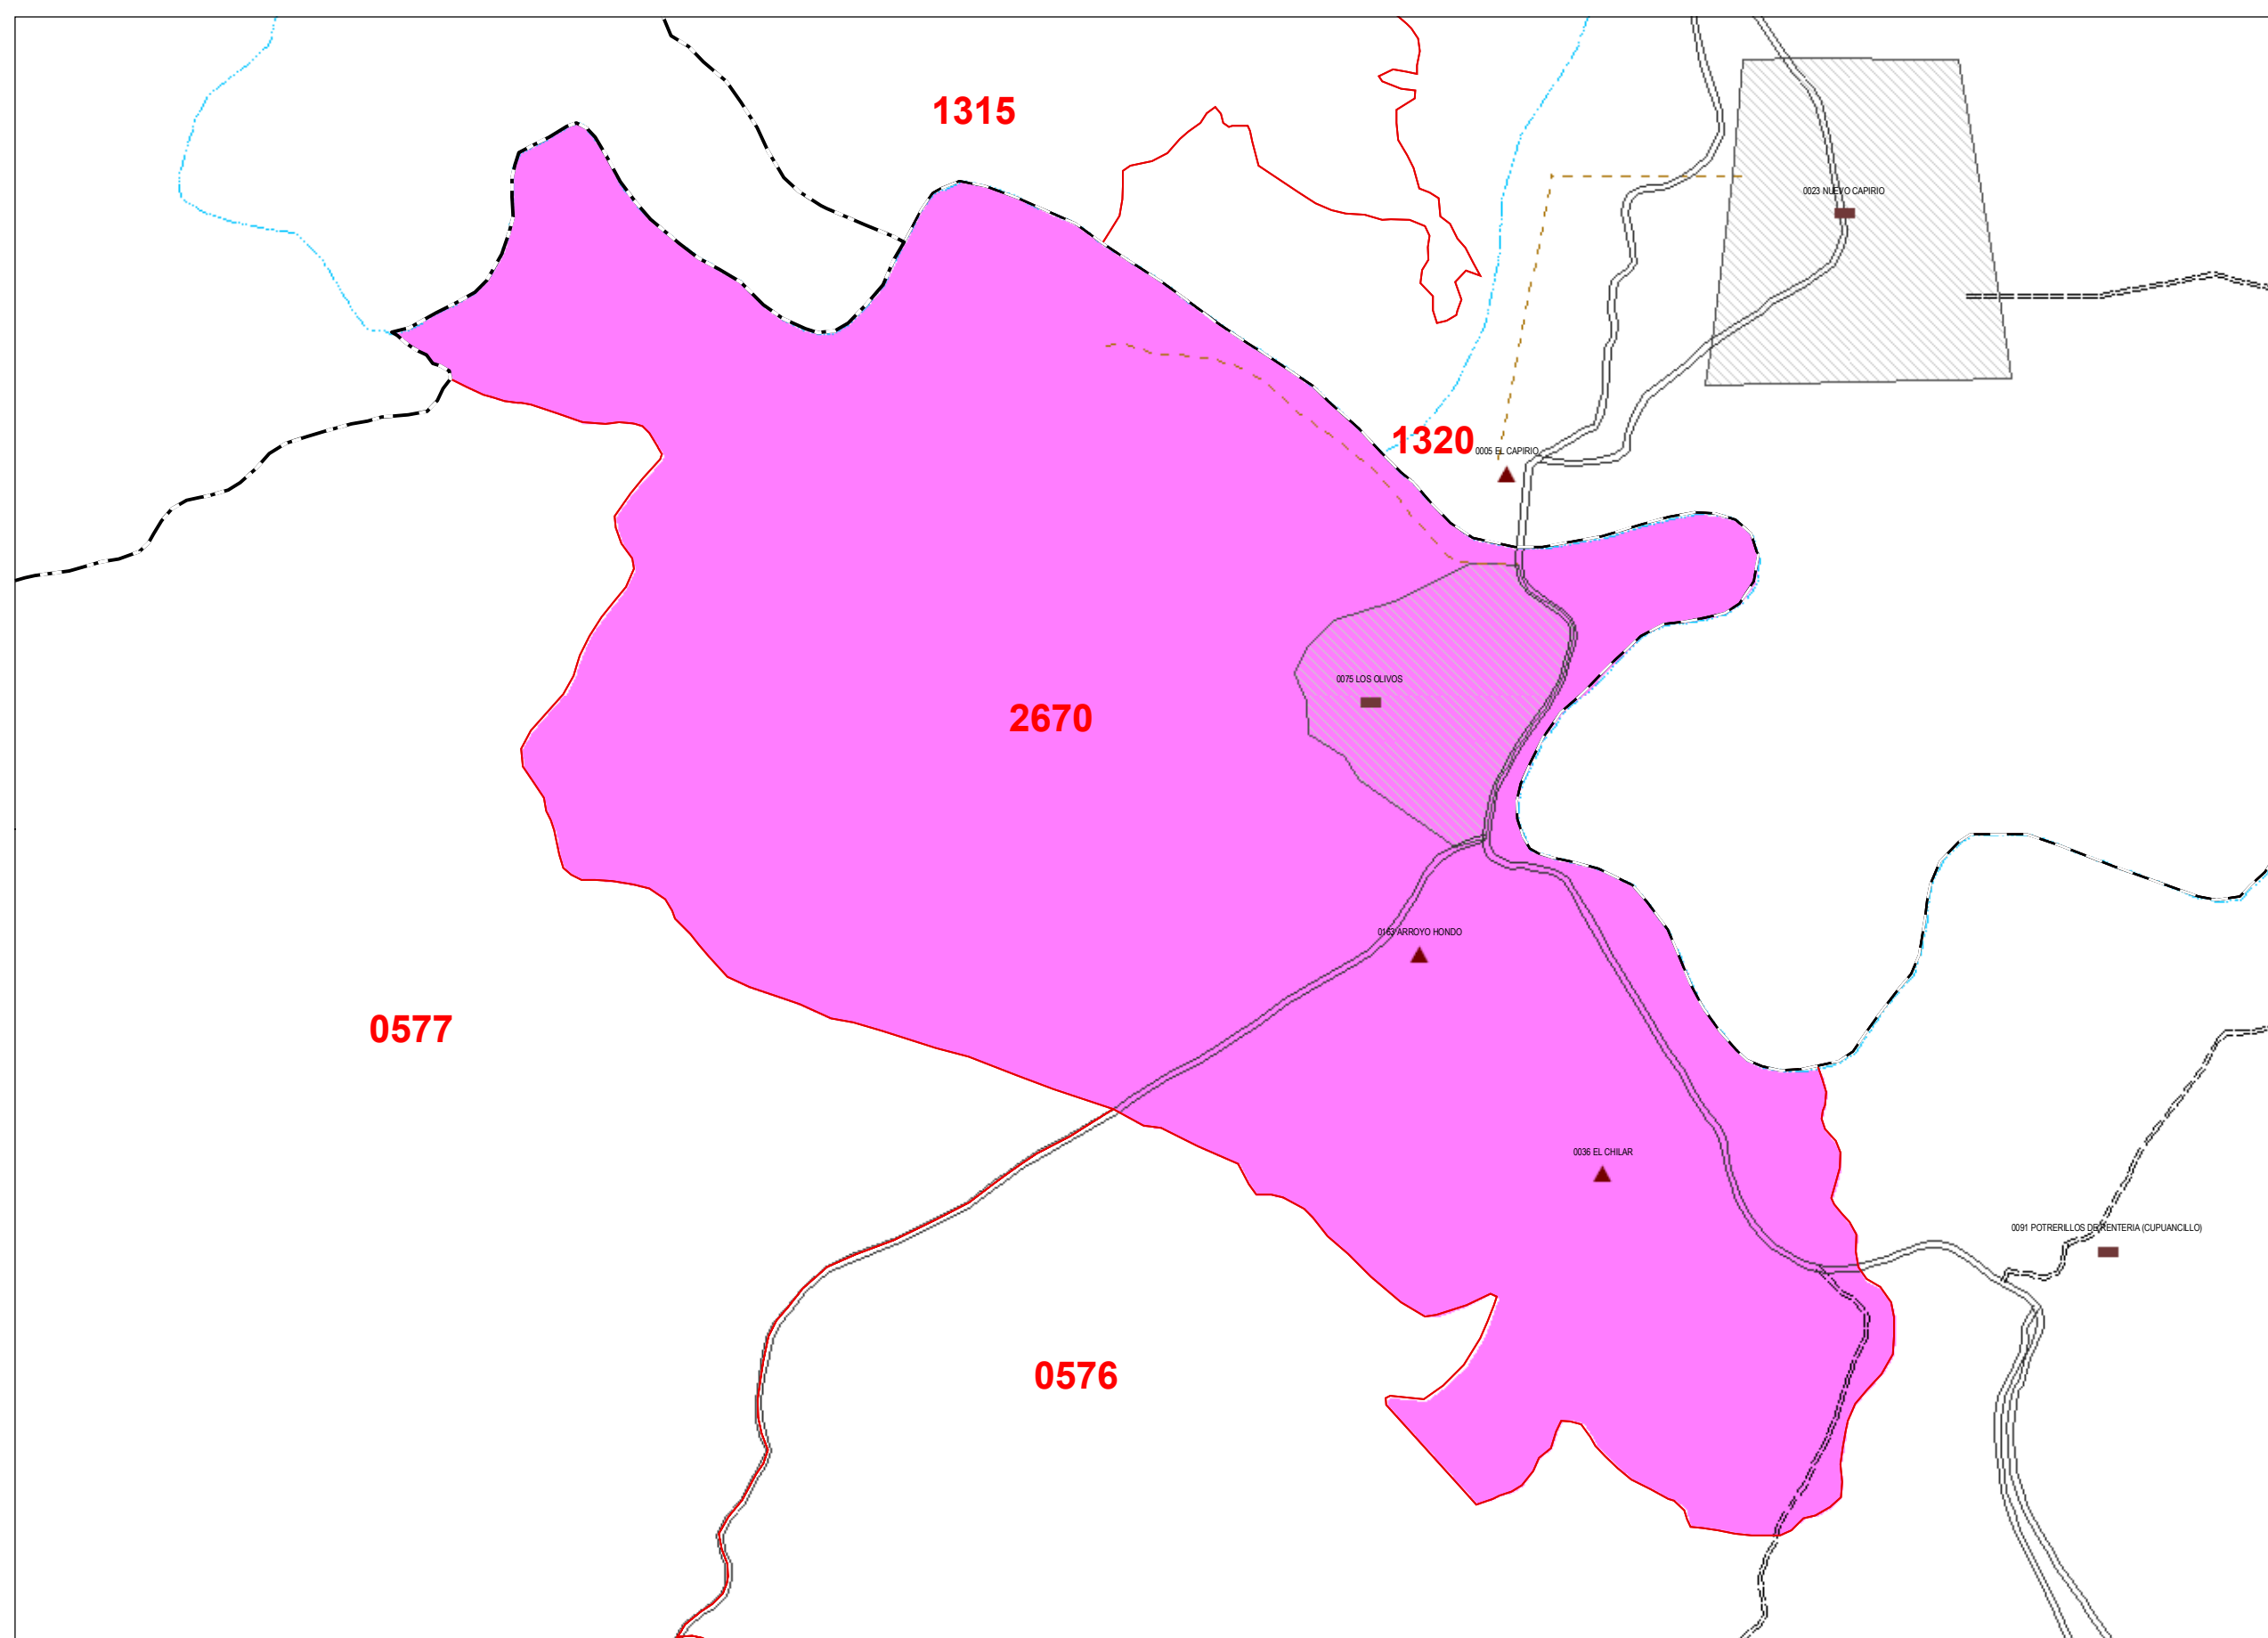 1315
0023 NUEVO CAPIRIO
1320
0005 EL CAPIRIO
0075 LOS OLIVOS
2670
0163 ARROYO HONDO
0577
0036 EL CHILAR
0091 POTRERILLOS DE RENTERIA (CUPUANCILLO)
0576